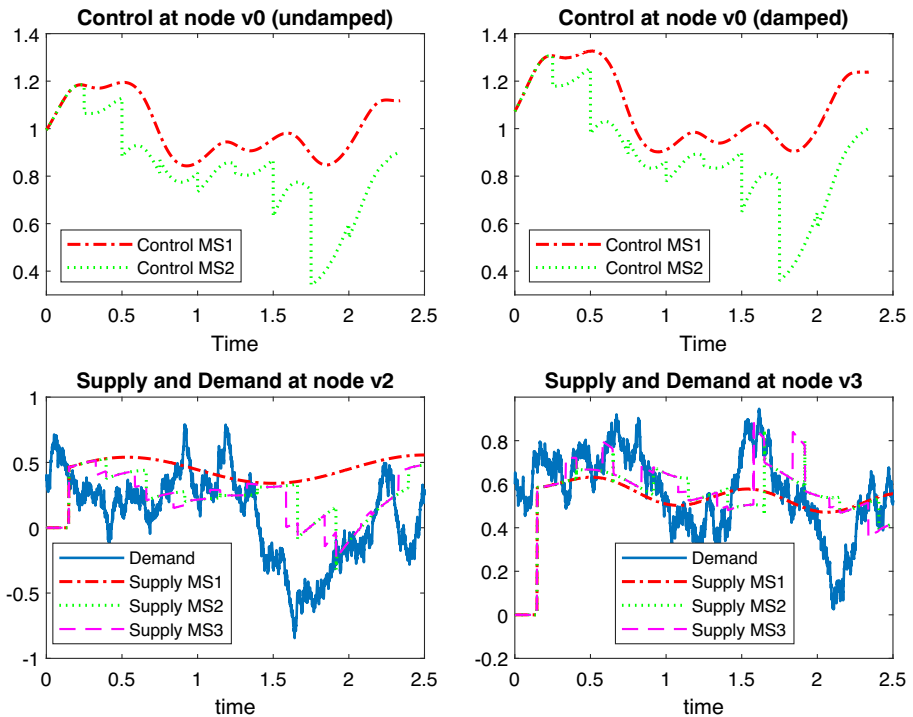 Control at node v0 (undamped)
1.4
1.2
1
0.8
0.6
0.4
Control MS1
Control MS2
0 0.5 1 1.5 2 2.5
Time
Control at node v0 (damped)
1.4
1.2
1
0.8
0.6
0.4
Control MS1
Control MS2
0 0.5 1 1.5 2 2.5
Time
Supply and Demand at node v2
1
0.5
0
-0.5
-1
Demand
Supply MS1
Supply MS2
Supply MS3
0 0.5 1 1.5 2 2.5
time
Supply and Demand at node v3
0.8
0.6
0.4
0.2
0
-0.2
Demand
Supply MS1
Supply MS2
Supply MS3
0 0.5 1 1.5 2 2.5
time